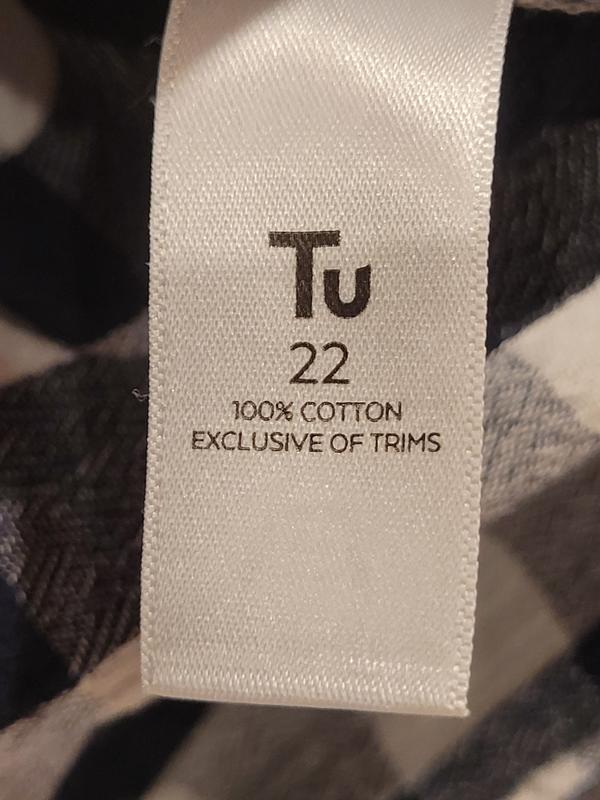 Tu
22
100% COTTON
EXCLUSIVE OF TRIMS